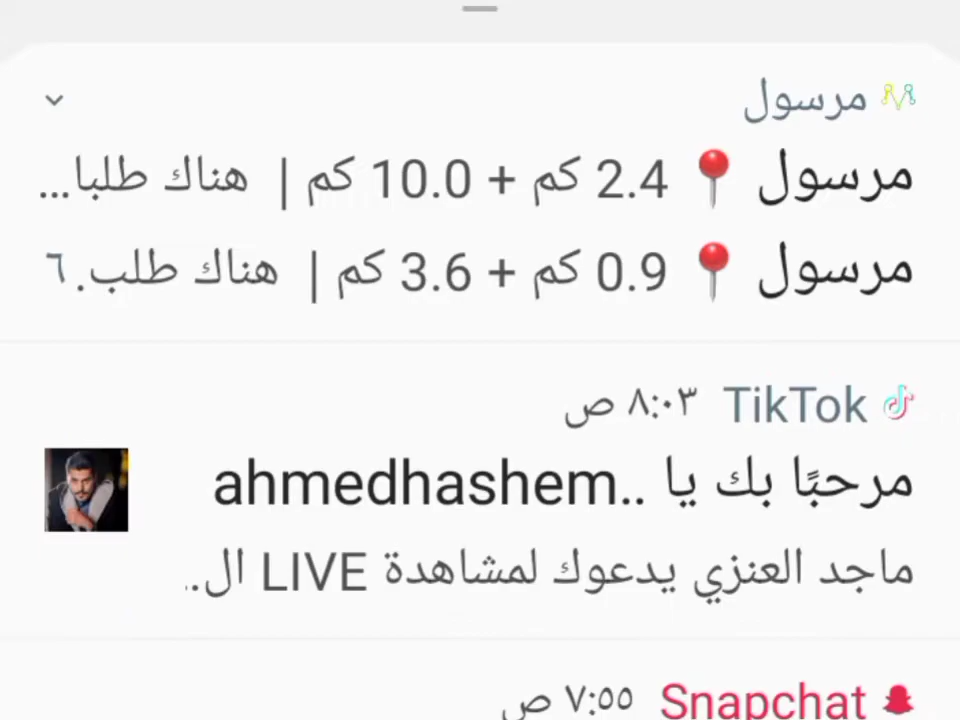 مرسول
مرسول 📍 2.4 كم + 10.0 كم | هناك طلبا...
مرسول 📍 0.9 كم + 3.6 كم | هناك طلب. ٦
TikTok ٨:٠٣ ص
مرحبًا بك يا ahmedhashem..
ماجد العنزي يدعوك لمشاهدة LIVE ال..
Snapchat ٧:٥٥ ص